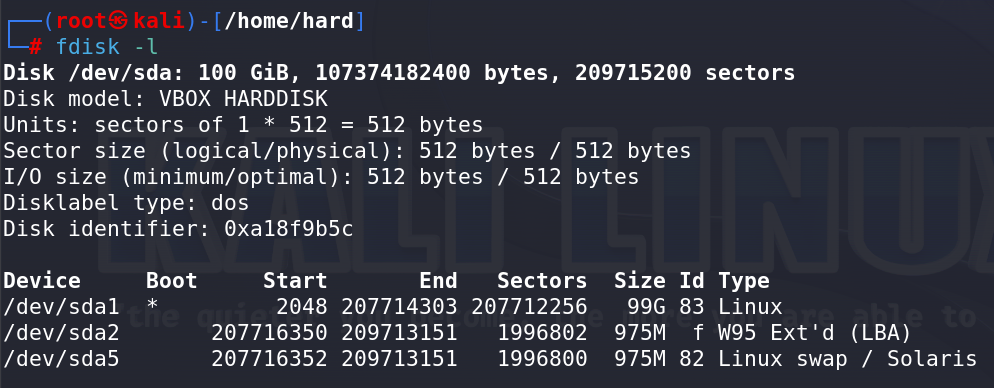 ┌──(root㉿kali)-[/home/hard]
└─# fdisk -l
Disk /dev/sda: 100 GiB, 107374182400 bytes, 209715200 sectors
Disk model: VBOX HARDDISK
Units: sectors of 1 * 512 = 512 bytes
Sector size (logical/physical): 512 bytes / 512 bytes
I/O size (minimum/optimal): 512 bytes / 512 bytes
Disklabel type: dos
Disk identifier: 0xa18f9b5c
KALI LINUX
Device     Boot     Start       End   Sectors  Size Id Type
/dev/sda1  *         2048 207714303 207712256   99G 83 Linux
/dev/sda2       207716350 209713151   1996802  975M  f W95 Ext'd (LBA)
/dev/sda5       207716352 209713151   1996800  975M 82 Linux swap / Solaris